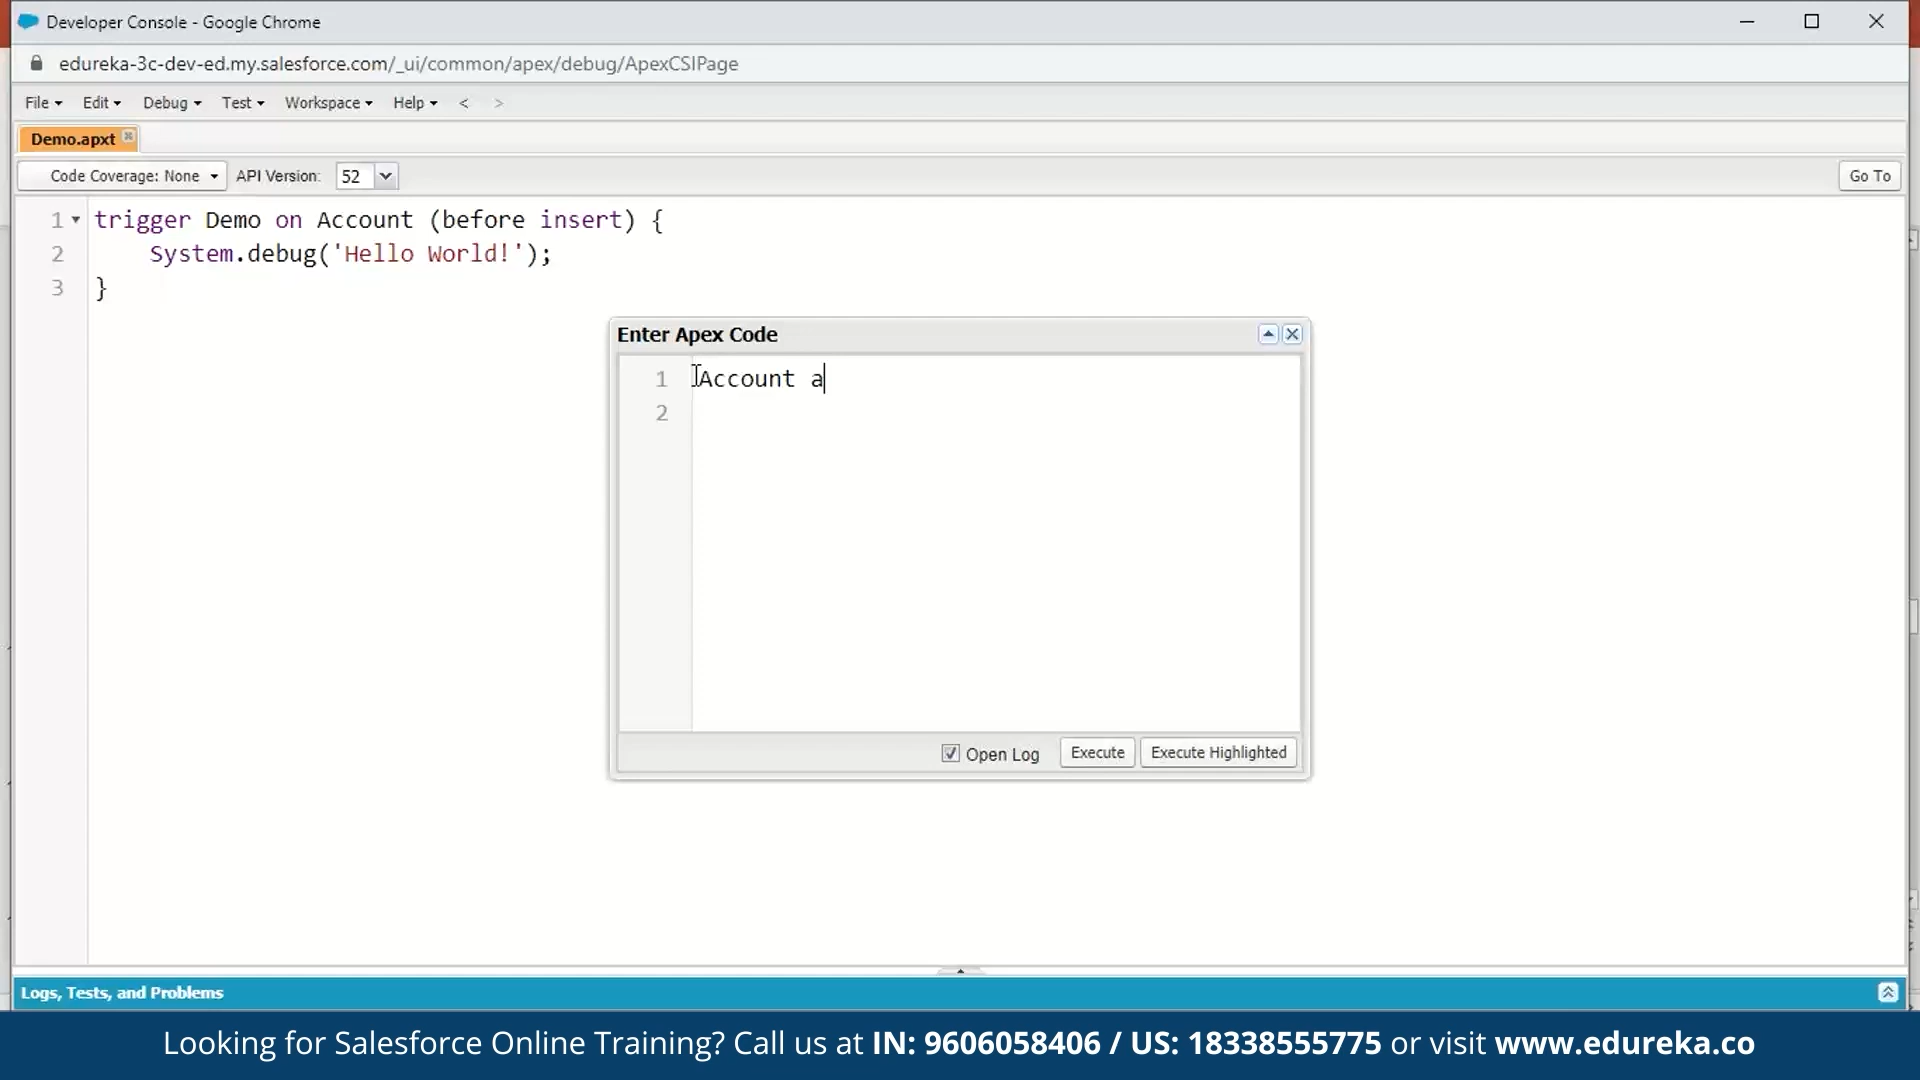 Developer Console - Google Chrome
edureka-3c-dev-ed.my.salesforce.com/_ui/common/apex/debug/ApexCSIPage
File Edit Debug Test Workspace Help < >
Demo.apxt
Code Coverage: None API Version: 52 Go To
1 trigger Demo on Account (before insert) {
2 System.debug('Hello World!');
3 }
Enter Apex Code
1 Account a
2
Open Log Execute Execute Highlighted
Logs, Tests, and Problems
Looking for Salesforce Online Training? Call us at IN: 9606058406 / US: 18338555775 or visit www.edureka.co